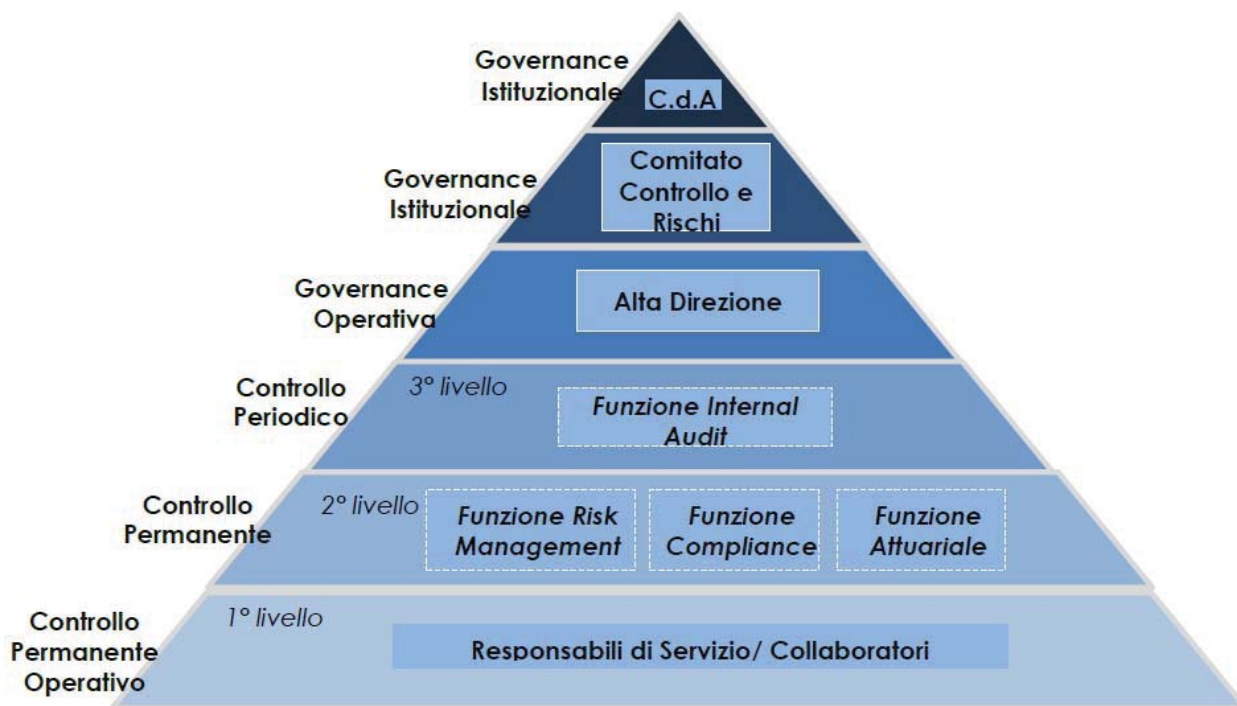 Governance
Istituzionale
C.d.A
Governance
Istituzionale
Comitato
Controllo e
Rischi
Governance
Operativa
Alta Direzione
Controllo
Periodico
3° livello
Funzione Internal
Audit
Controllo
Permanente
2° livello
Funzione Risk
Management
Funzione
Compliance
Funzione
Attuariale
Controllo
Permanente
Operativo
1° livello
Responsabili di Servizio/ Collaboratori